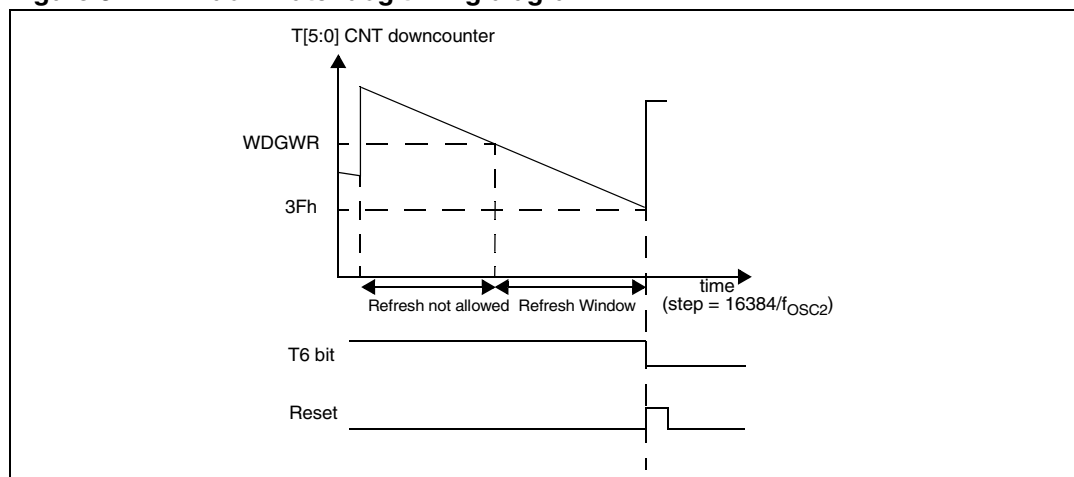 T[5:0] CNT downcounter
WDGWR
3Fh
time
Refresh not allowed Refresh Window (step = 16384/fOSC2)
T6 bit
Reset